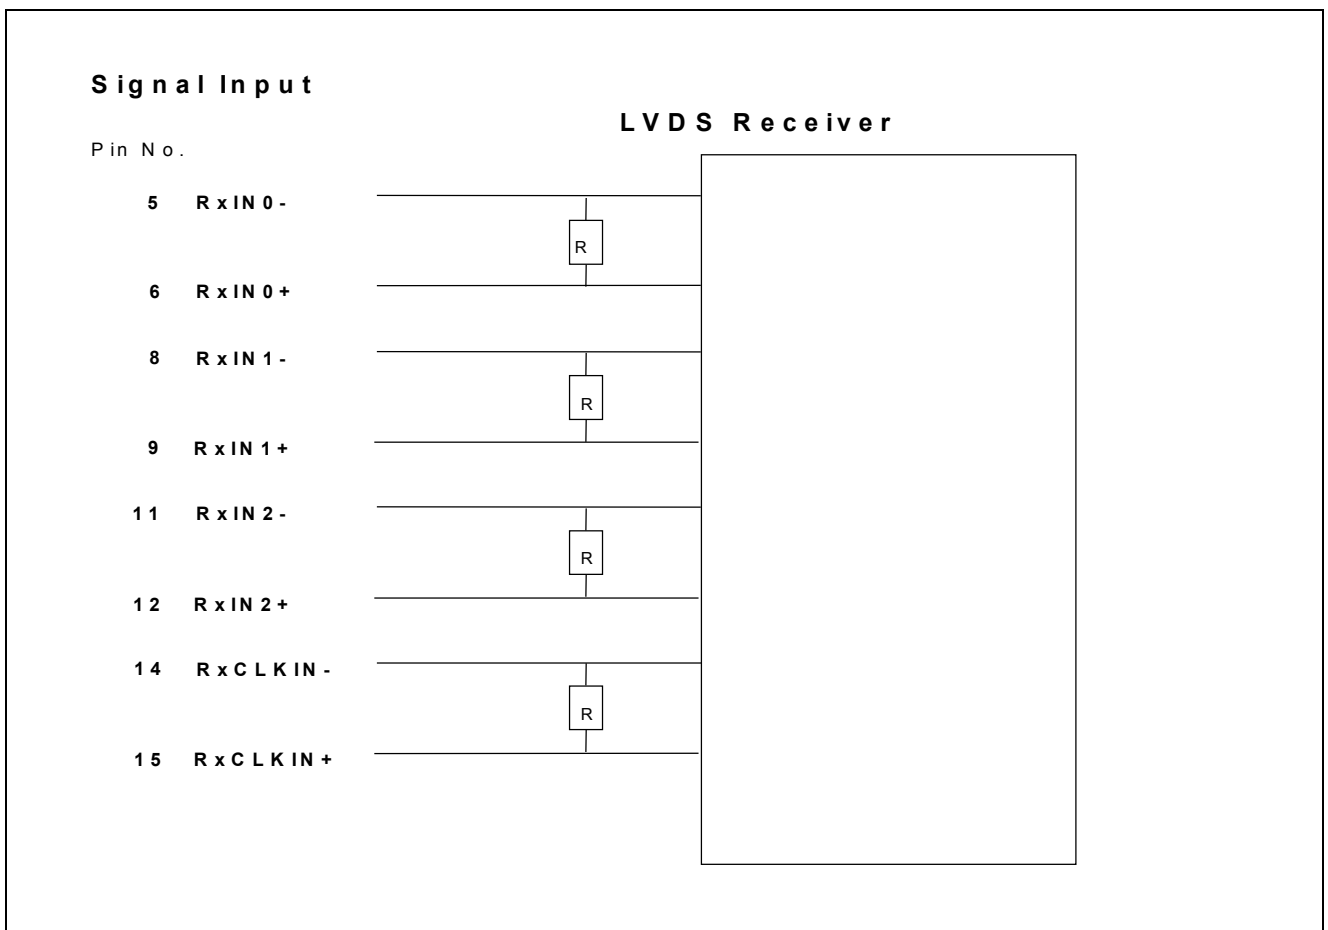 Signal Input
LVDS Receiver
Pin No.
5 RxIN0-
R
6 RxIN0+
8 RxIN1-
R
9 RxIN1+
11 RxIN2-
R
12 RxIN2+
14 RxCLKIN-
R
15 RxCLKIN+